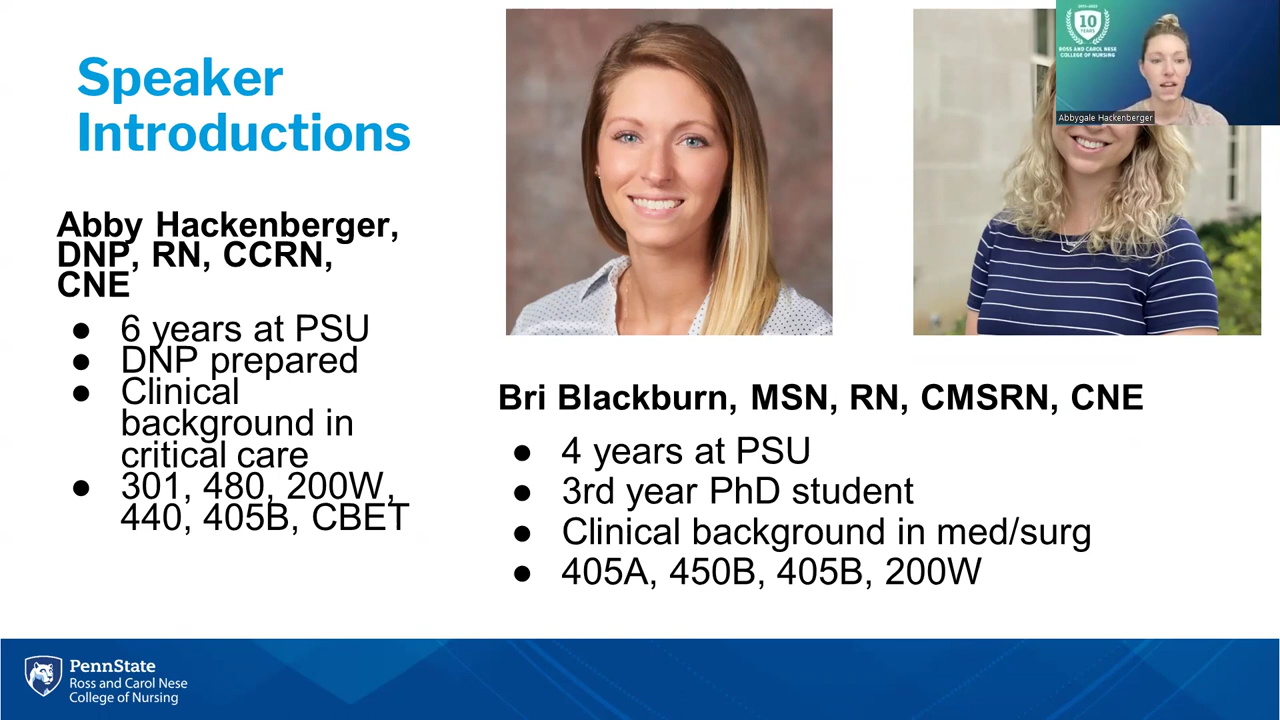 Speaker
Introductions
Abby Hackenberger,
DNP, RN, CCRN,
CNE
● 6 years at PSU
● DNP prepared
● Clinical
background in
critical care
● 301, 480, 200W,
440, 405B, CBET
Bri Blackburn, MSN, RN, CMSRN, CNE
● 4 years at PSU
● 3rd year PhD student
● Clinical background in med/surg
● 405A, 450B, 405B, 200W
10
YEARS
ROSS AND CAROL NESE
COLLEGE OF NURSING
Abbygale Hackenberger
PennState
Ross and Carol Nese
College of Nursing